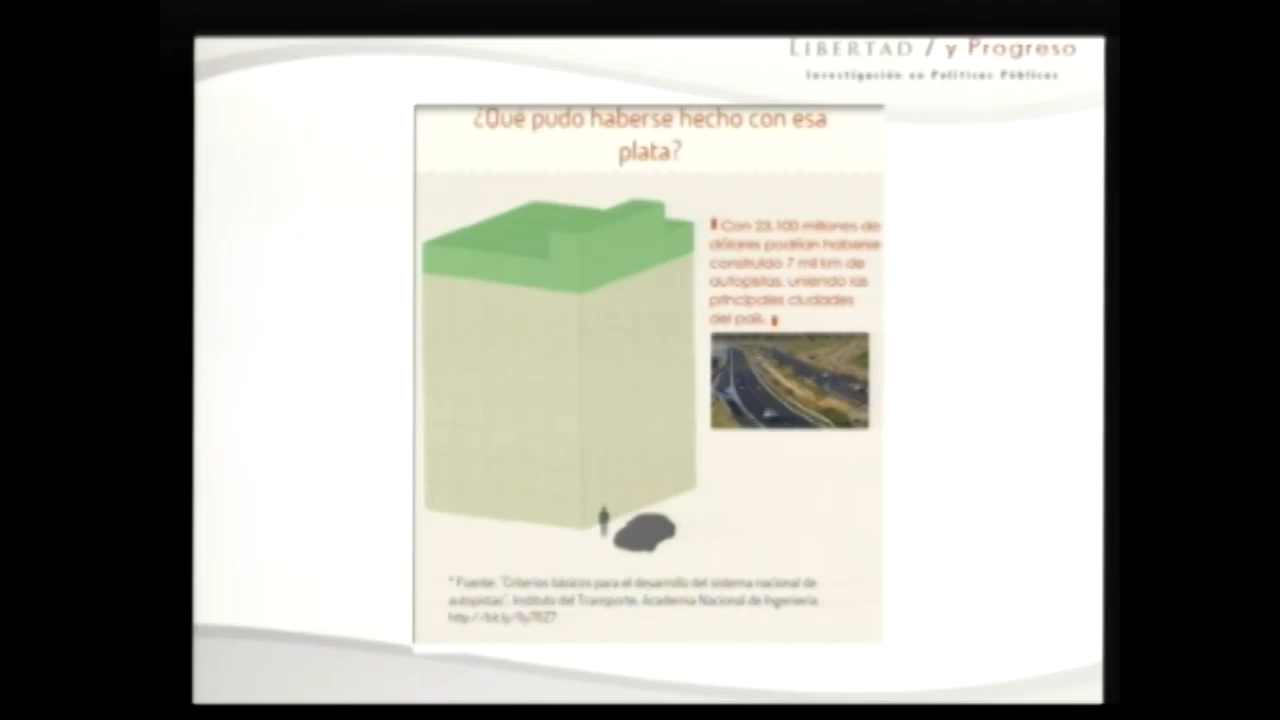 LIBERTAD / y Progreso
Investigación en Políticas Públicas
¿Qué pudo haberse hecho con esa
plata?
Con 23.100 millones de
dólares podrían haberse
construido 7 mil km de
autopistas, uniendo las
principales ciudades
del país.
* Fuente: "Criterios básicos para el desarrollo del sistema nacional de
autopistas". Instituto del Transporte, Academia Nacional de Ingeniería.